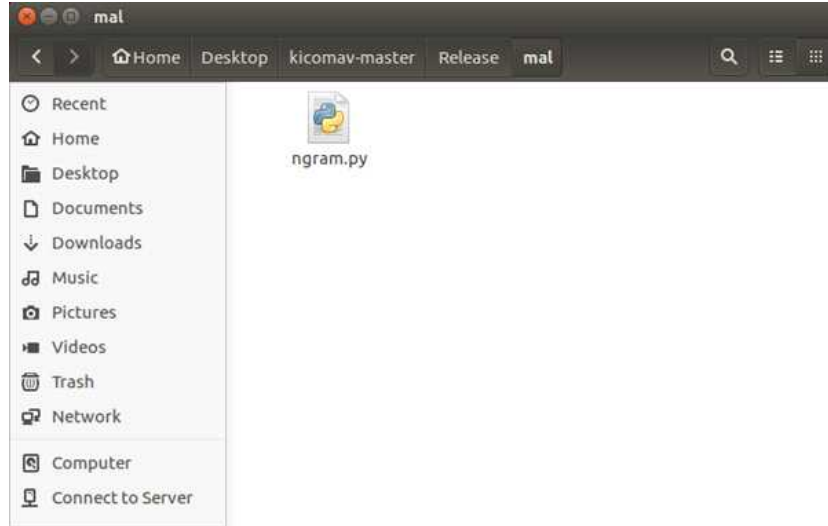 mal
Home Desktop kicomav-master Release mal
Recent
Home
Desktop
Documents
Downloads
Music
Pictures
Videos
Trash
Network
Computer
Connect to Server
ngram.py